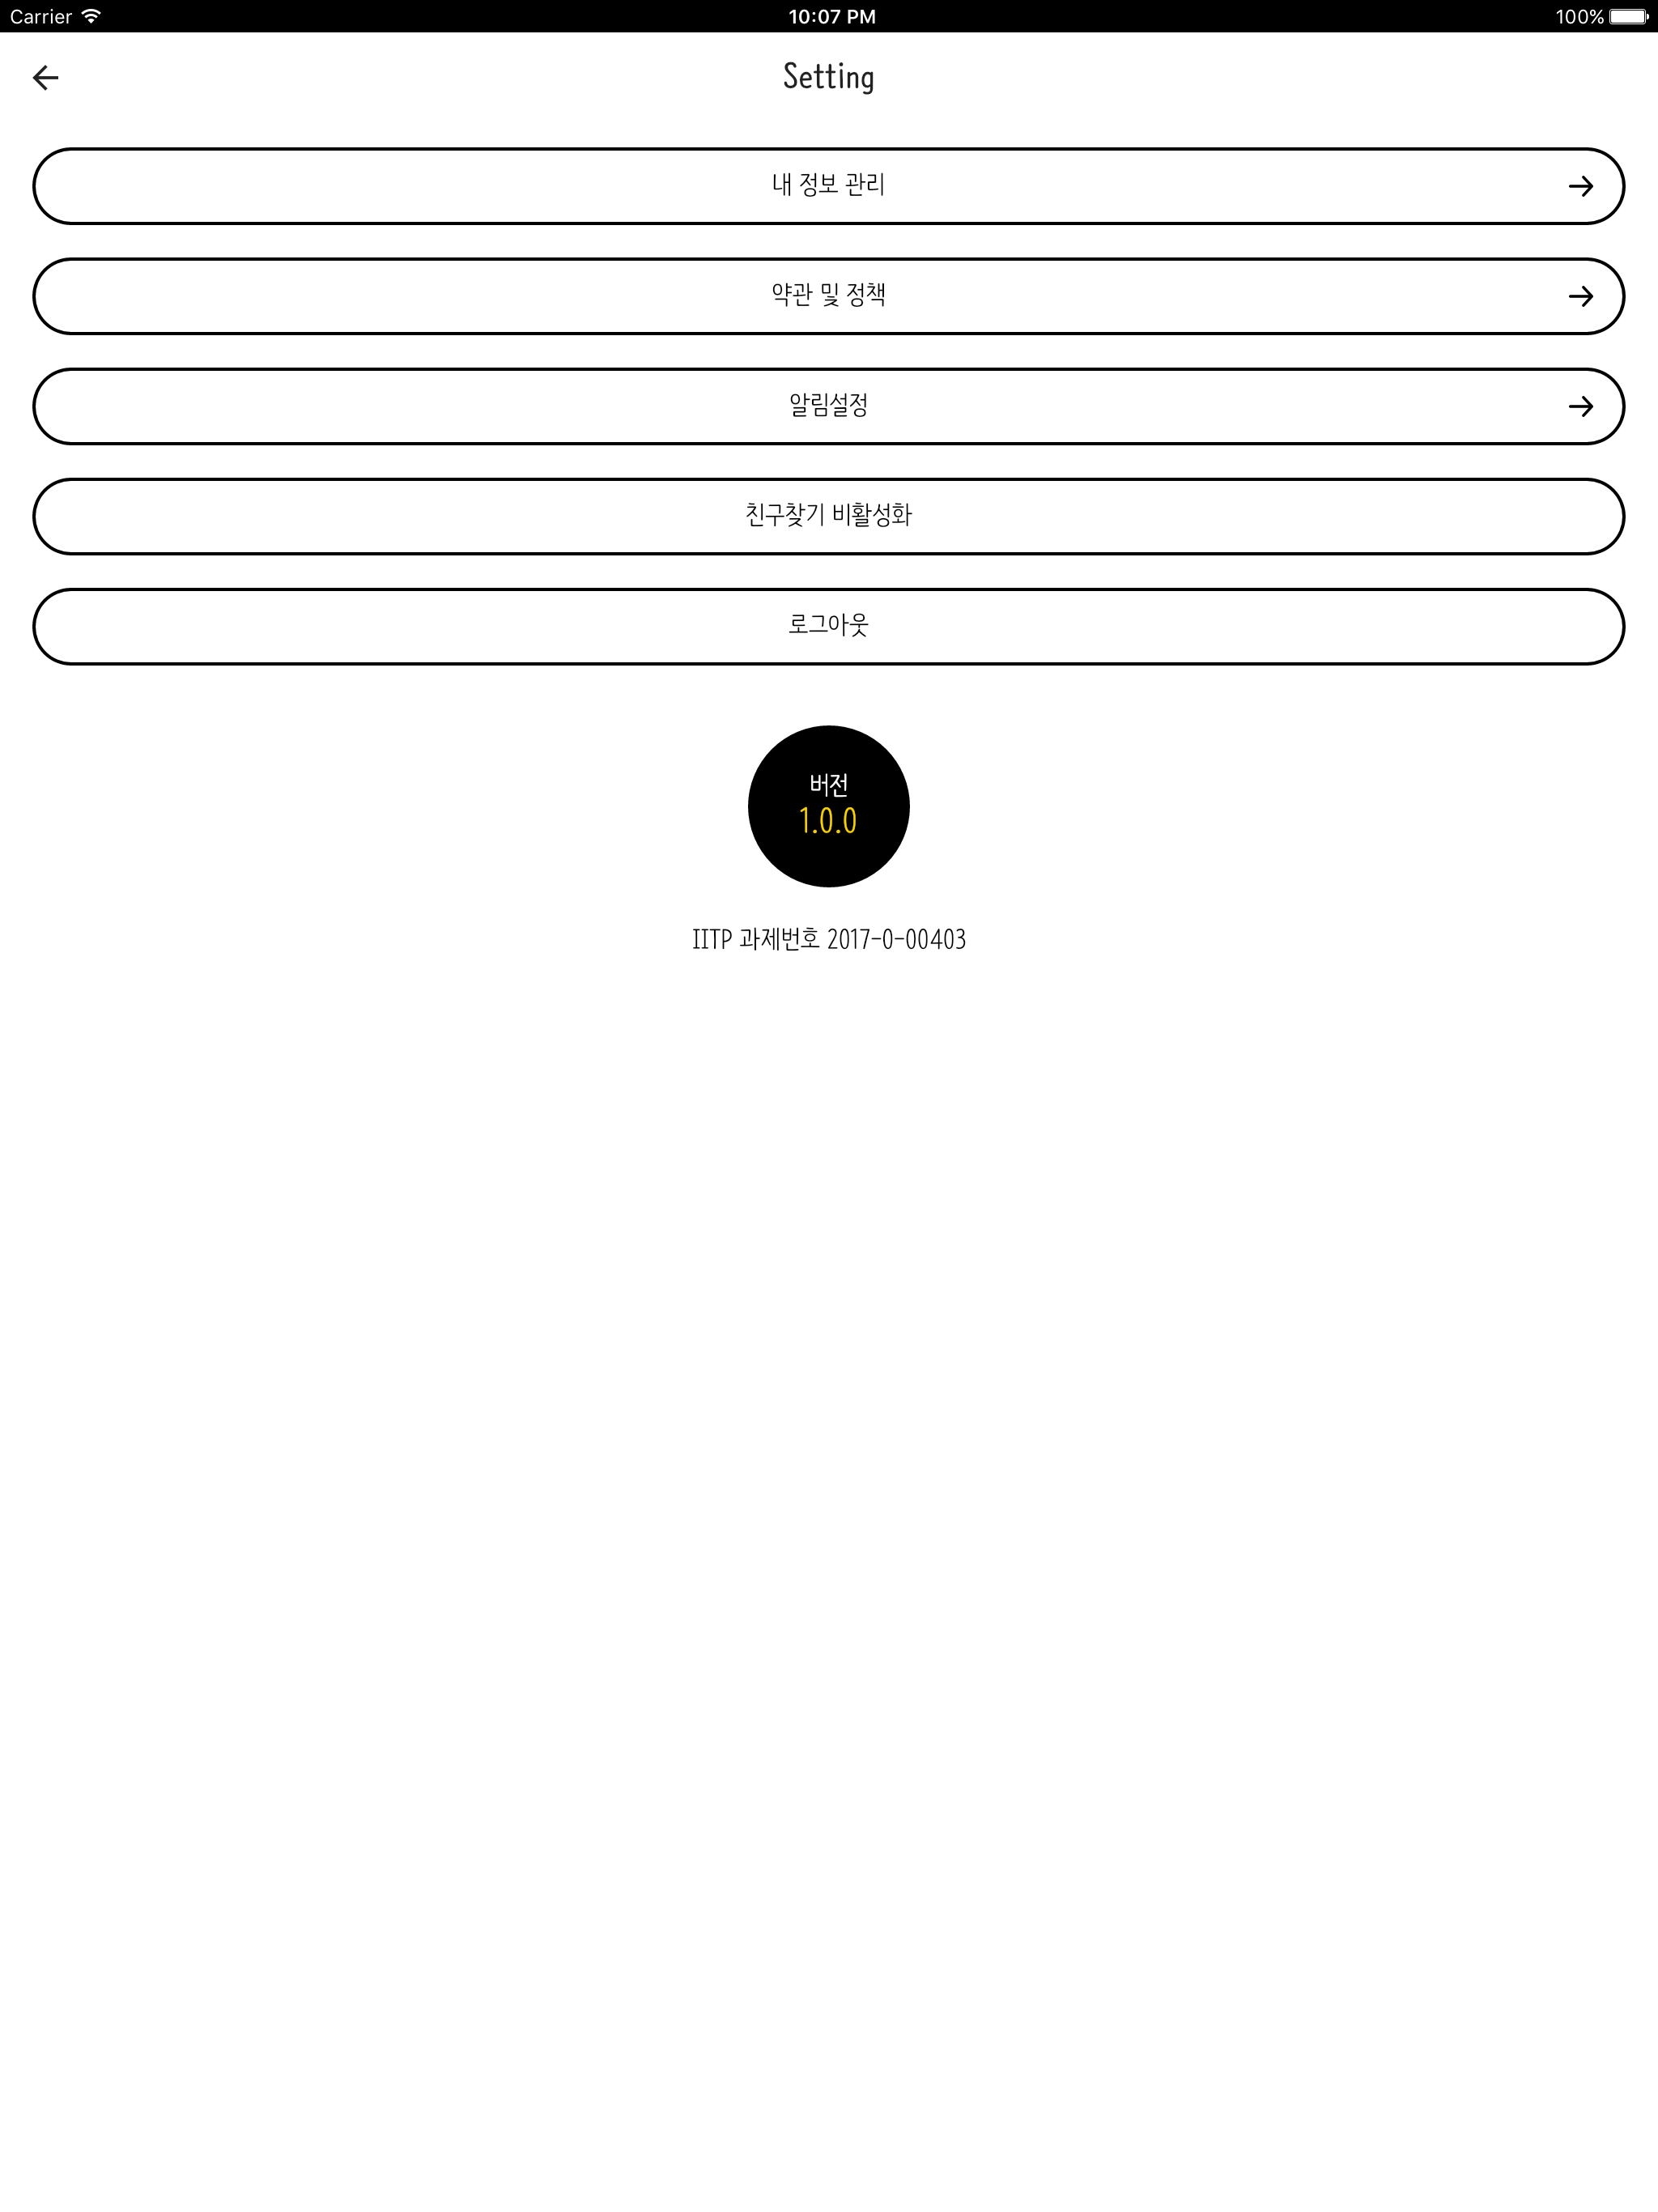 Carrier 10:07 PM 100%
Setting
내 정보 관리
약관 및 정책
알림설정
친구찾기 비활성화
로그아웃
버전
1.0.0
IITP 과제번호 2017-0-00403